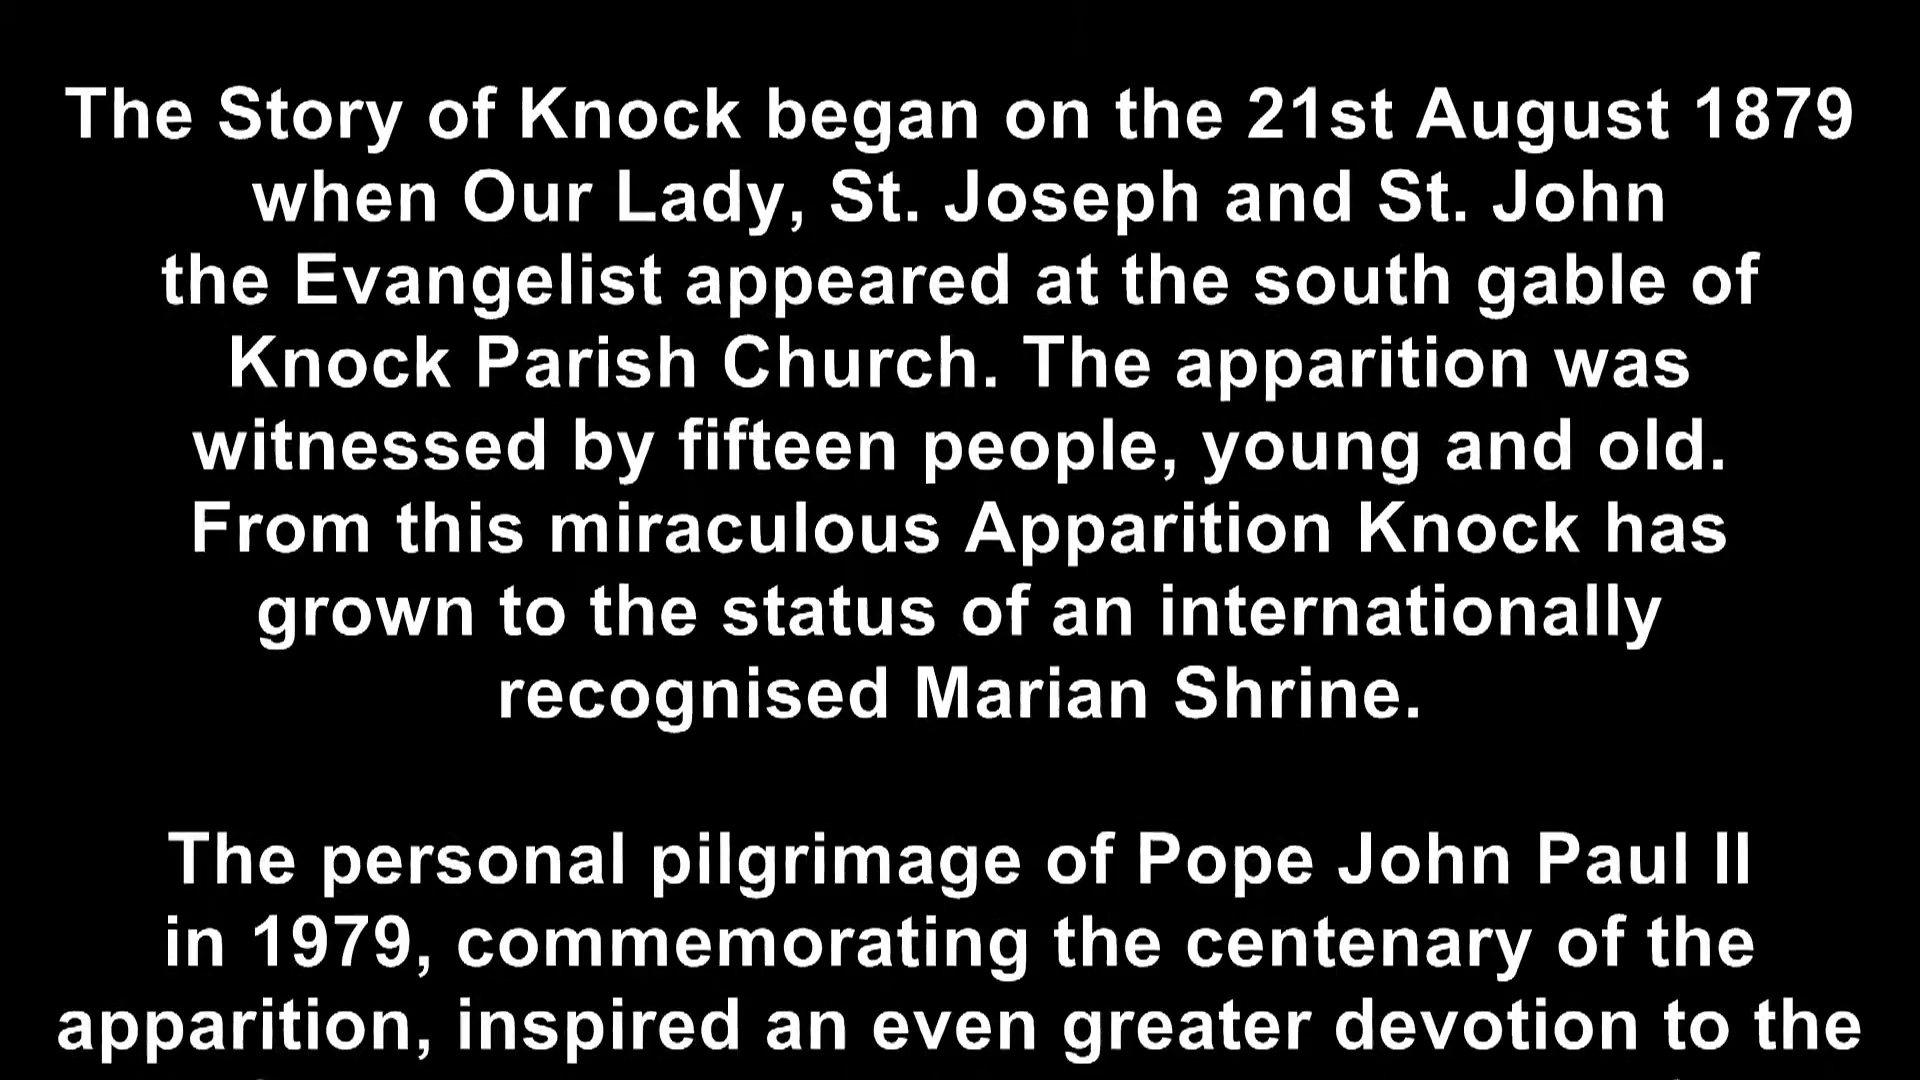 The Story of Knock began on the 21st August 1879
when Our Lady, St. Joseph and St. John
the Evangelist appeared at the south gable of
Knock Parish Church. The apparition was
witnessed by fifteen people, young and old.
From this miraculous Apparition Knock has
grown to the status of an internationally
recognised Marian Shrine.
The personal pilgrimage of Pope John Paul II
in 1979, commemorating the centenary of the
apparition, inspired an even greater devotion to the